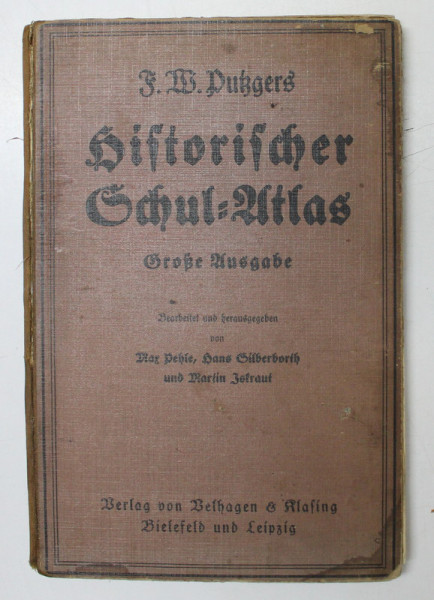 F. W. Putzgers
Historischer
Schul-Atlas
Große Ausgabe
Bearbeitet und herausgegeben
von
Max Pehle, Hans Silberborth
und Martin Iskraut
Verlag von Velhagen & Klasing
Bielefeld und Leipzig